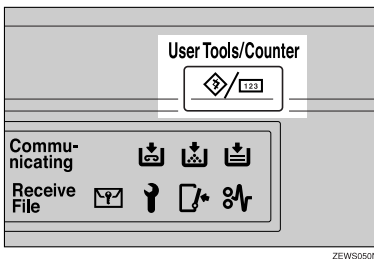 User Tools/Counter
123
Commu-
nicating
Receive
File
ZEWS050N